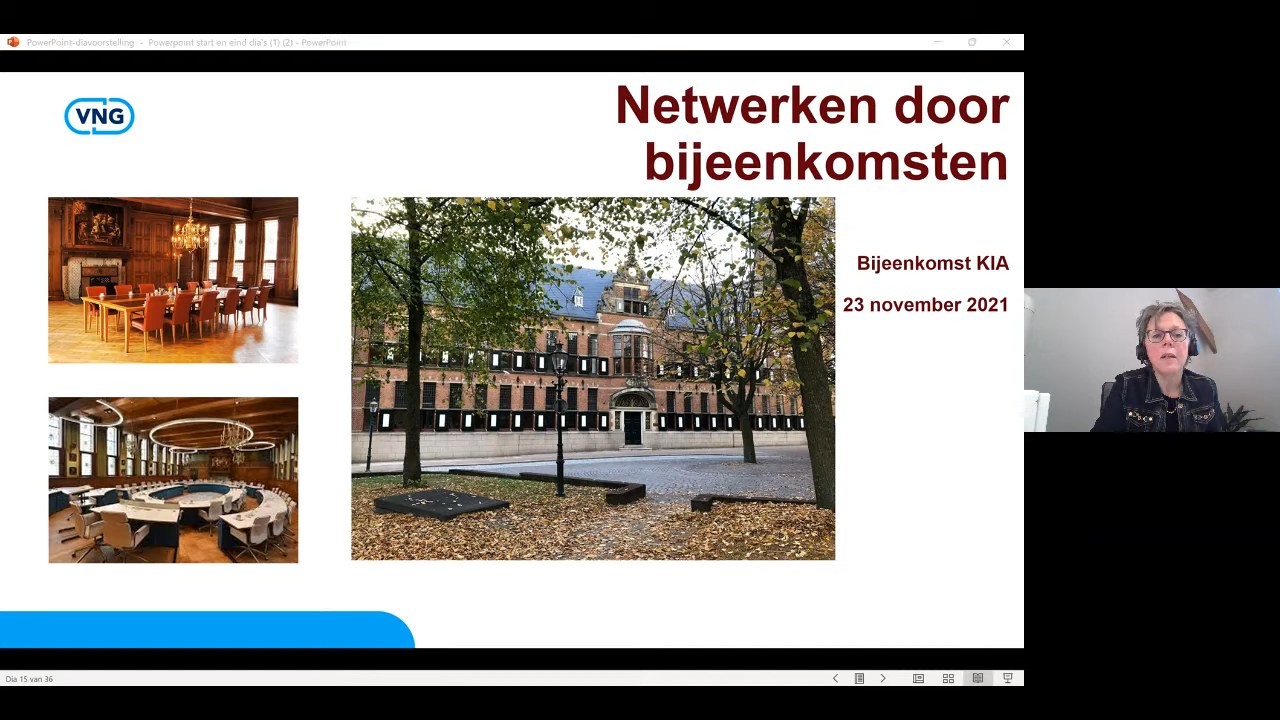 PowerPoint-diavoorstelling - Powerpoint start en eind dia's (1) (2) - PowerPoint
VNG
Netwerken door
bijeenkomsten
Bijeenkomst KIA
23 november 2021
Dia 15 van 36